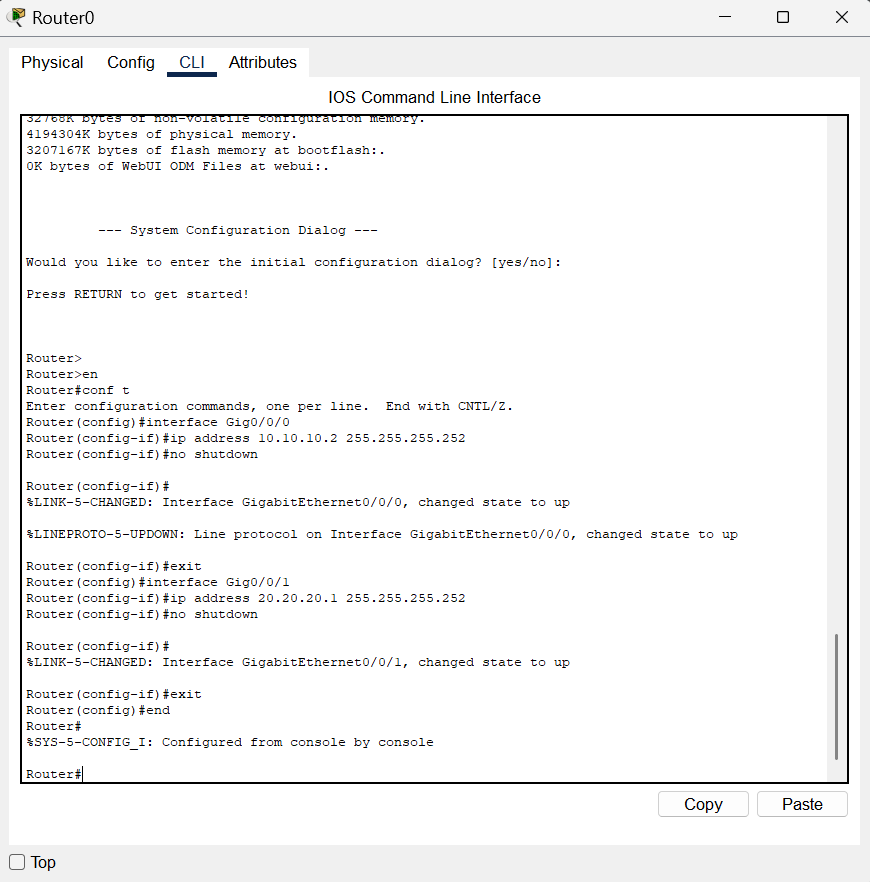 Router0
Physical Config CLI Attributes
IOS Command Line Interface
32768K bytes of non-volatile configuration memory.
4194304K bytes of physical memory.
3207167K bytes of flash memory at bootflash:.
0K bytes of WebUI ODM Files at webui:.
--- System Configuration Dialog ---
Would you like to enter the initial configuration dialog? [yes/no]:
Press RETURN to get started!
Router>
Router>en
Router#conf t
Enter configuration commands, one per line.  End with CNTL/Z.
Router(config)#interface Gig0/0/0
Router(config-if)#ip address 10.10.10.2 255.255.255.252
Router(config-if)#no shutdown
Router(config-if)#
%LINK-5-CHANGED: Interface GigabitEthernet0/0/0, changed state to up
%LINEPROTO-5-UPDOWN: Line protocol on Interface GigabitEthernet0/0/0, changed state to up
Router(config-if)#exit
Router(config)#interface Gig0/0/1
Router(config-if)#ip address 20.20.20.1 255.255.255.252
Router(config-if)#no shutdown
Router(config-if)#
%LINK-5-CHANGED: Interface GigabitEthernet0/0/1, changed state to up
Router(config-if)#exit
Router(config)#end
Router#
%SYS-5-CONFIG_I: Configured from console by console
Router#
Copy Paste
Top